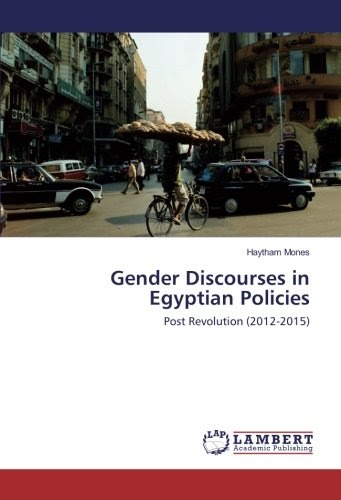 Haytham Mones
Gender Discourses in
Egyptian Policies
Post Revolution (2012-2015)
LAP LAMBERT
Academic Publishing